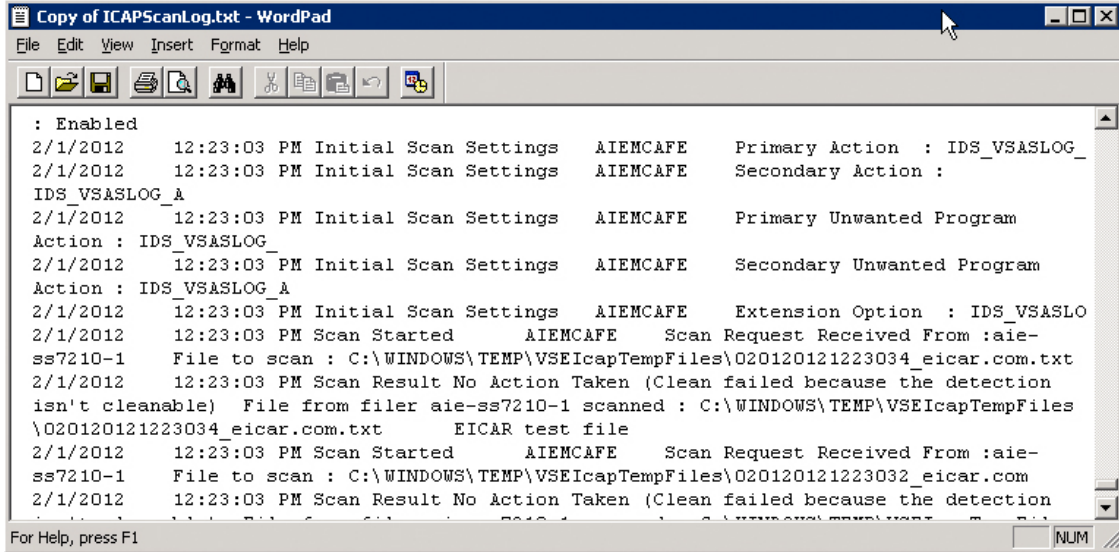 Copy of ICAPScanLog.txt - WordPad
File Edit View Insert Format Help
: Enabled
2/1/2012 12:23:03 PM Initial Scan Settings AIEMCAFE Primary Action : IDS_VSASLOG_
2/1/2012 12:23:03 PM Initial Scan Settings AIEMCAFE Secondary Action :
IDS_VSASLOG_A
2/1/2012 12:23:03 PM Initial Scan Settings AIEMCAFE Primary Unwanted Program
Action : IDS_VSASLOG_
2/1/2012 12:23:03 PM Initial Scan Settings AIEMCAFE Secondary Unwanted Program
Action : IDS_VSASLOG_A
2/1/2012 12:23:03 PM Initial Scan Settings AIEMCAFE Extension Option : IDS_VSASLO
2/1/2012 12:23:03 PM Scan Started AIEMCAFE Scan Request Received From :aie-
ss7210-1 File to scan : C:\WINDOWS\TEMP\VSEIcapTempFiles\020120121223034_eicar.com.txt
2/1/2012 12:23:03 PM Scan Result No Action Taken (Clean failed because the detection
isn't cleanable) File from filer aie-ss7210-1 scanned : C:\WINDOWS\TEMP\VSEIcapTempFiles
\020120121223034_eicar.com.txt EICAR test file
2/1/2012 12:23:03 PM Scan Started AIEMCAFE Scan Request Received From :aie-
ss7210-1 File to scan : C:\WINDOWS\TEMP\VSEIcapTempFiles\020120121223032_eicar.com
2/1/2012 12:23:03 PM Scan Result No Action Taken (Clean failed because the detection
For Help, press F1
NUM